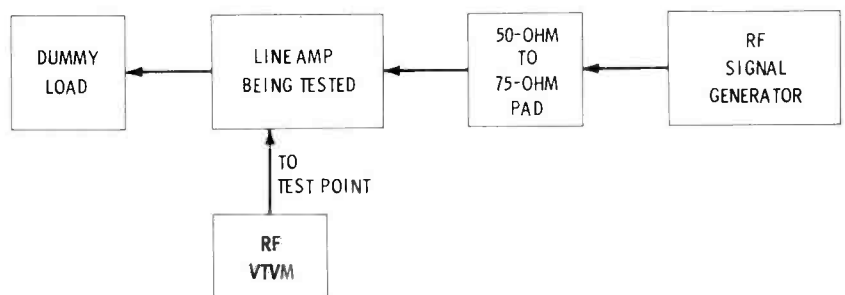 DUMMY
LOAD
LINE AMP
BEING TESTED
50-OHM
TO
75-OHM
PAD
RF
SIGNAL
GENERATOR
TO
TEST POINT
RF
VTVM